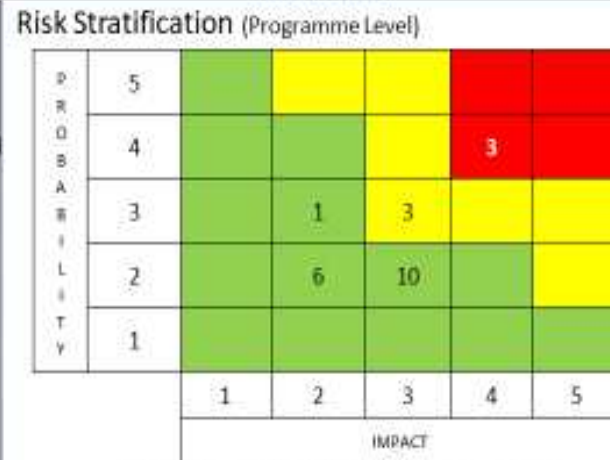 Risk Stratification (Programme Level)
PROBABILITY
5
4 3
3 1 3
2 6 10
1
1 2 3 4 5
IMPACT